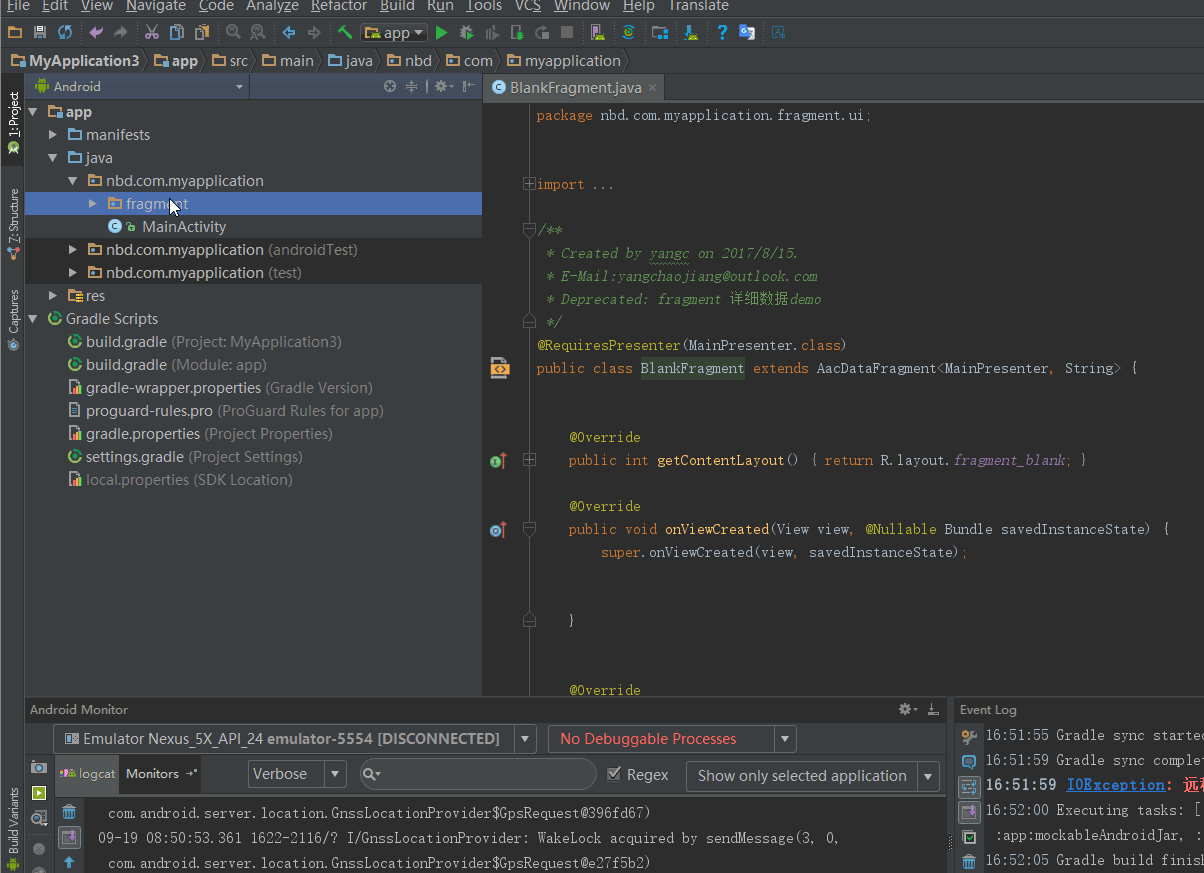 File Edit View Navigate Code Analyze Refactor Build Run Tools VCS Window Help Translate
app
MyApplication3 app src main java nbd com myapplication
1: Project
7: Structure
Captures
Build Variants
Android
app
manifests
java
nbd.com.myapplication
fragment
MainActivity
nbd.com.myapplication (androidTest)
nbd.com.myapplication (test)
res
Gradle Scripts
build.gradle (Project: MyApplication3)
build.gradle (Module: app)
gradle-wrapper.properties (Gradle Version)
proguard-rules.pro (ProGuard Rules for app)
gradle.properties (Project Properties)
settings.gradle (Project Settings)
local.properties (SDK Location)
BlankFragment.java
package nbd.com.myapplication.fragment.ui;
import ...
/**
* Created by yangc on 2017/8/15.
* E-Mail:yangchaojiang@outlook.com
* Deprecated: fragment 详细数据demo
*/
@RequiresPresenter(MainPresenter.class)
public class BlankFragment extends AacDataFragment<MainPresenter, String> {
@Override
public int getContentLayout() { return R.layout.fragment_blank; }
@Override
public void onViewCreated(View view, @Nullable Bundle savedInstanceState) {
super.onViewCreated(view, savedInstanceState);
}
@Override
Android Monitor
Emulator Nexus_5X_API_24 emulator-5554 [DISCONNECTED]
No Debuggable Processes
logcat
Monitors
Verbose
Regex
Show only selected application
com.android.server.location.GnssLocationProvider$GpsRequest@396fd67)
09-19 08:50:53.361 1622-2116/? I/GnssLocationProvider: WakeLock acquired by sendMessage(3, 0,
com.android.server.location.GnssLocationProvider$GpsRequest@e27f5b2)
Event Log
16:51:55 Gradle sync started
16:51:59 Gradle sync complet
16:51:59 IOException: 远程
16:52:00 Executing tasks: [
:app:mockableAndroidJar, :
16:52:05 Gradle build finish